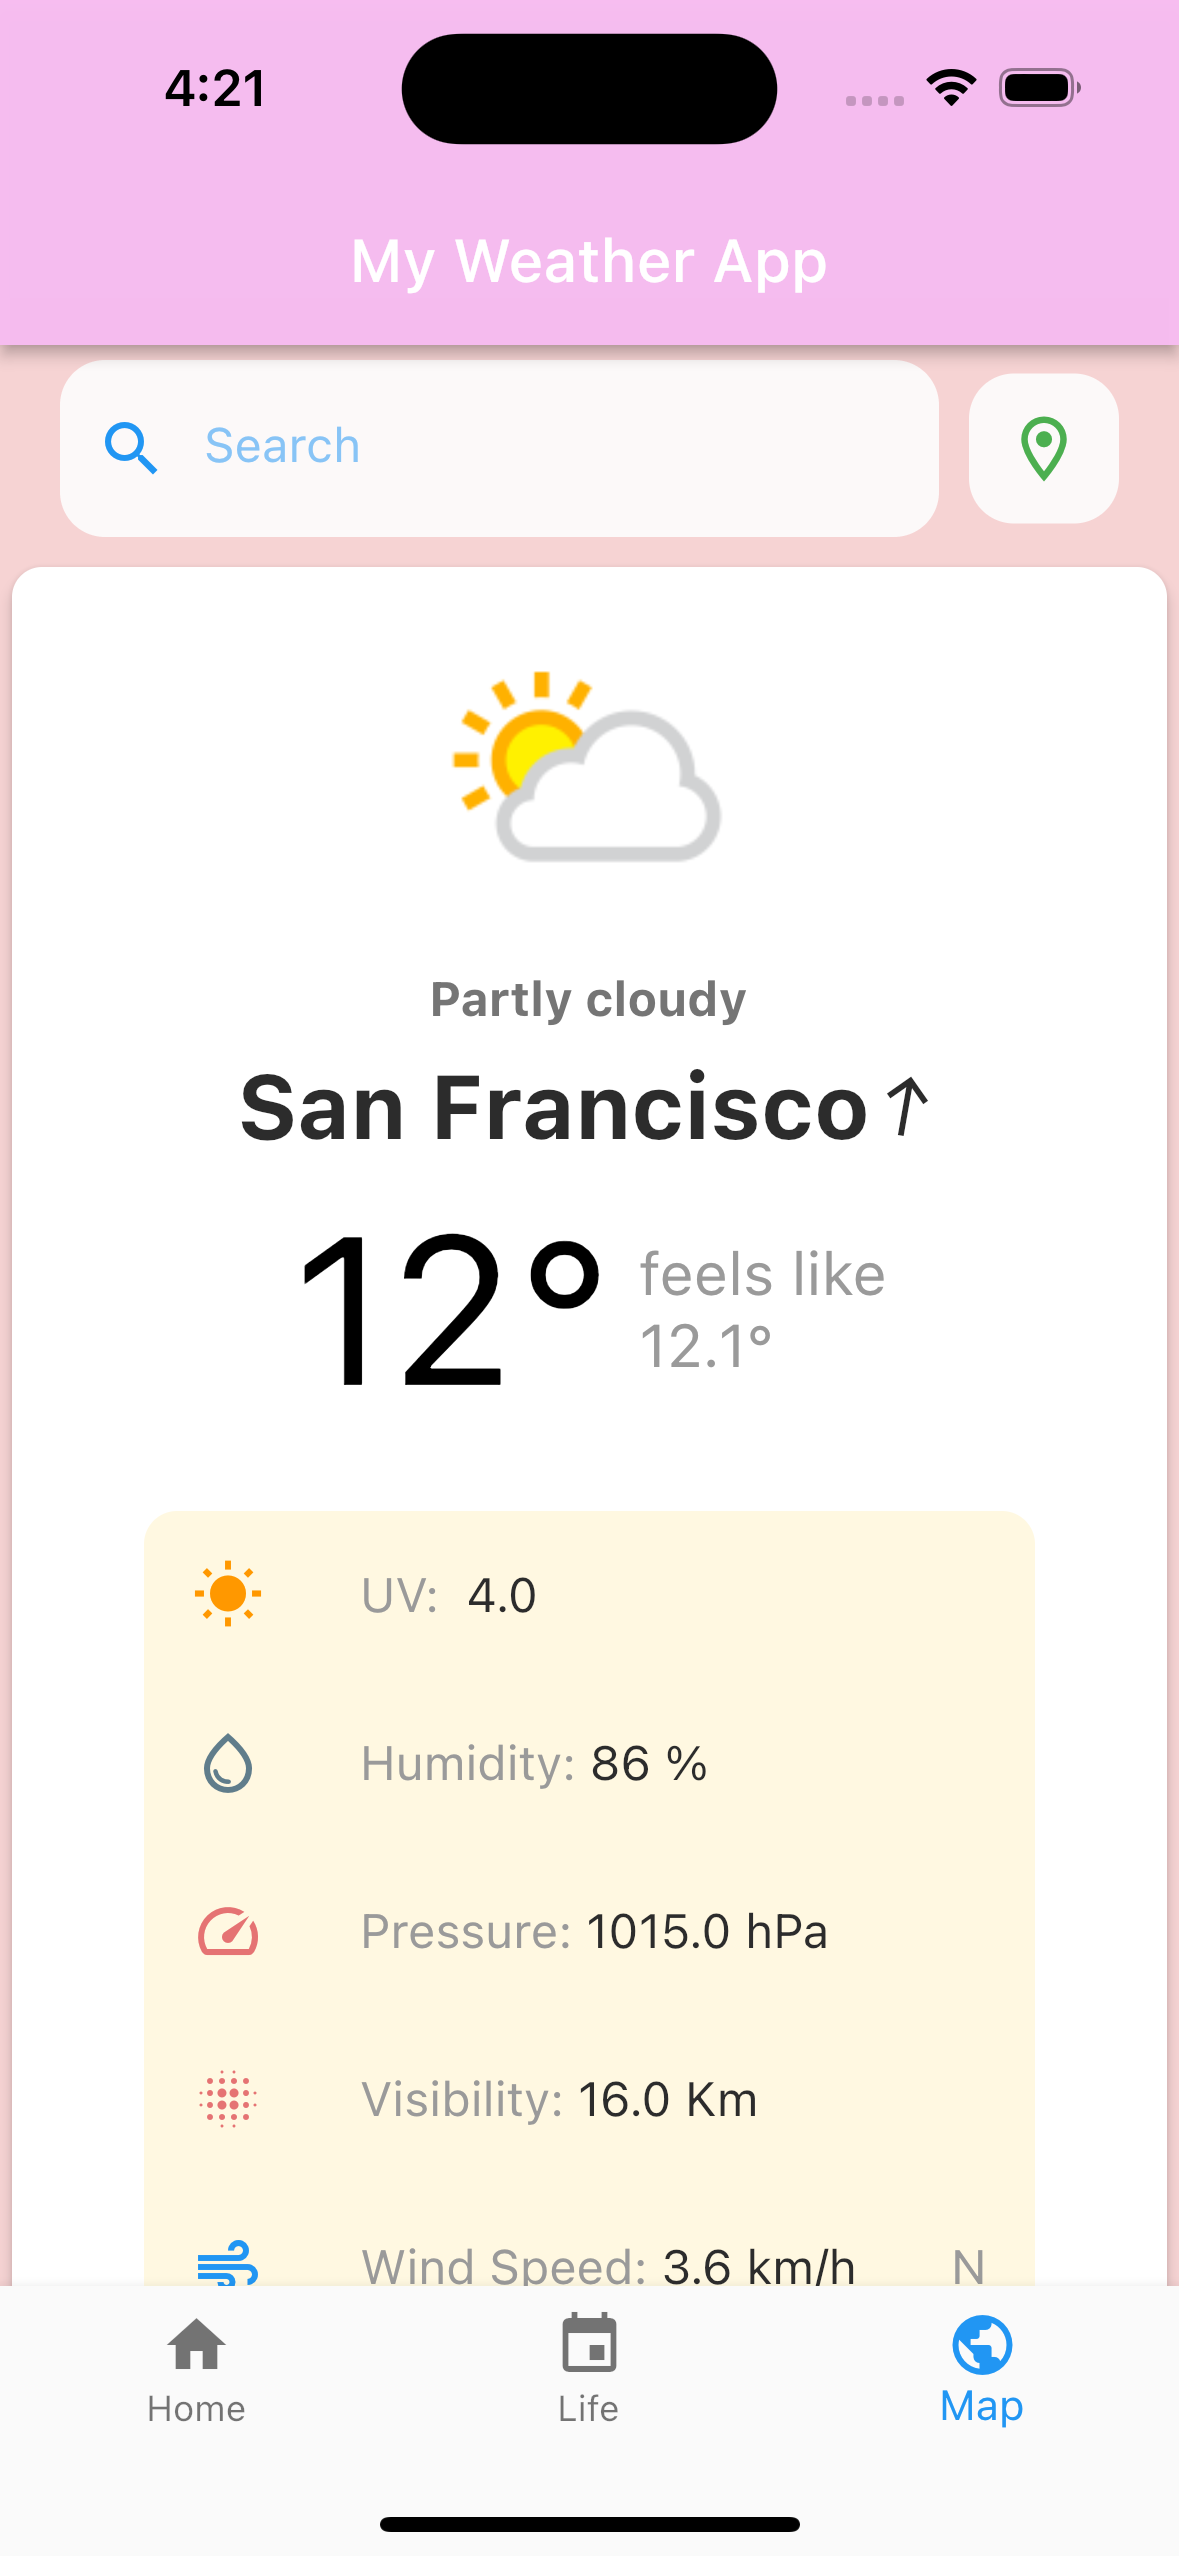 4:21
My Weather App
Search
Partly cloudy
San Francisco
12° feels like
12.1°
UV: 4.0
Humidity: 86 %
Pressure: 1015.0 hPa
Visibility: 16.0 Km
Wind Speed: 3.6 km/h N
Home Life Map